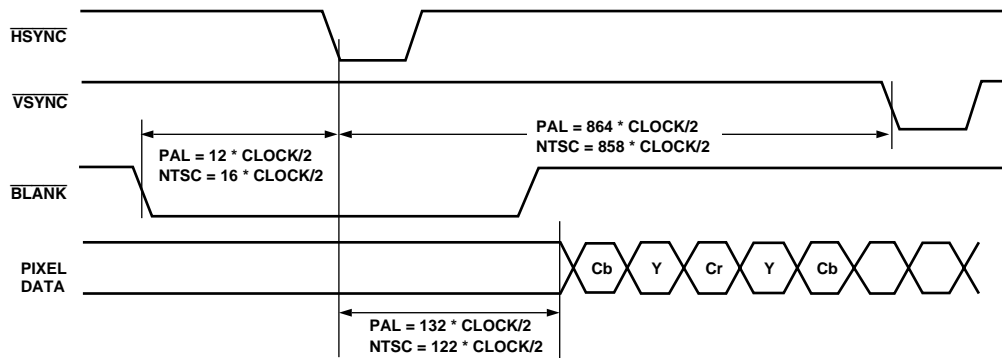 HSYNC
VSYNC
PAL = 864 * CLOCK/2
NTSC = 858 * CLOCK/2
PAL = 12 * CLOCK/2
NTSC = 16 * CLOCK/2
BLANK
PIXEL
DATA
Cb Y Cr Y Cb
PAL = 132 * CLOCK/2
NTSC = 122 * CLOCK/2